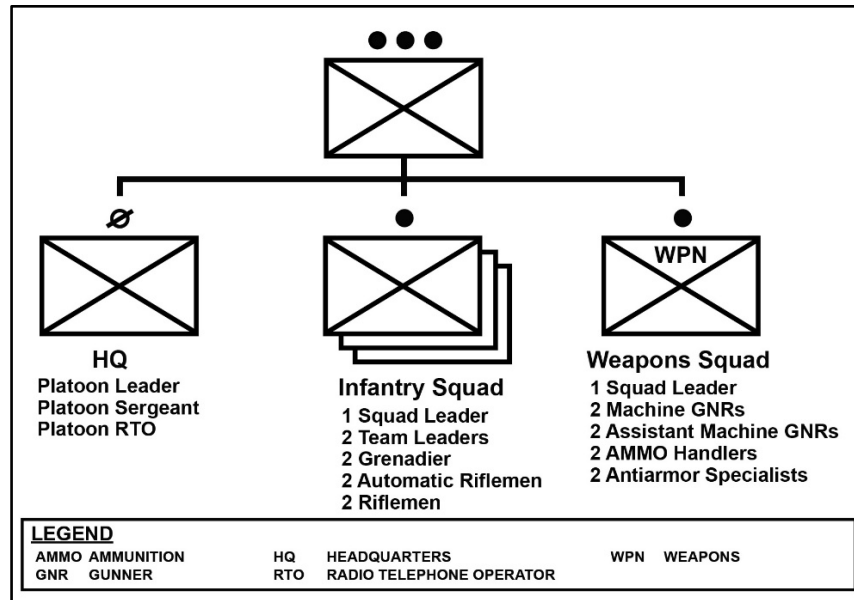 WPN
HQ
Platoon Leader
Platoon Sergeant
Platoon RTO
Infantry Squad
1 Squad Leader
2 Team Leaders
2 Grenadier
2 Automatic Riflemen
2 Riflemen
Weapons Squad
1 Squad Leader
2 Machine GNRs
2 Assistant Machine GNRs
2 AMMO Handlers
2 Antiarmor Specialists
LEGEND
AMMO AMMUNITION HQ HEADQUARTERS WPN WEAPONS
GNR GUNNER RTO RADIO TELEPHONE OPERATOR